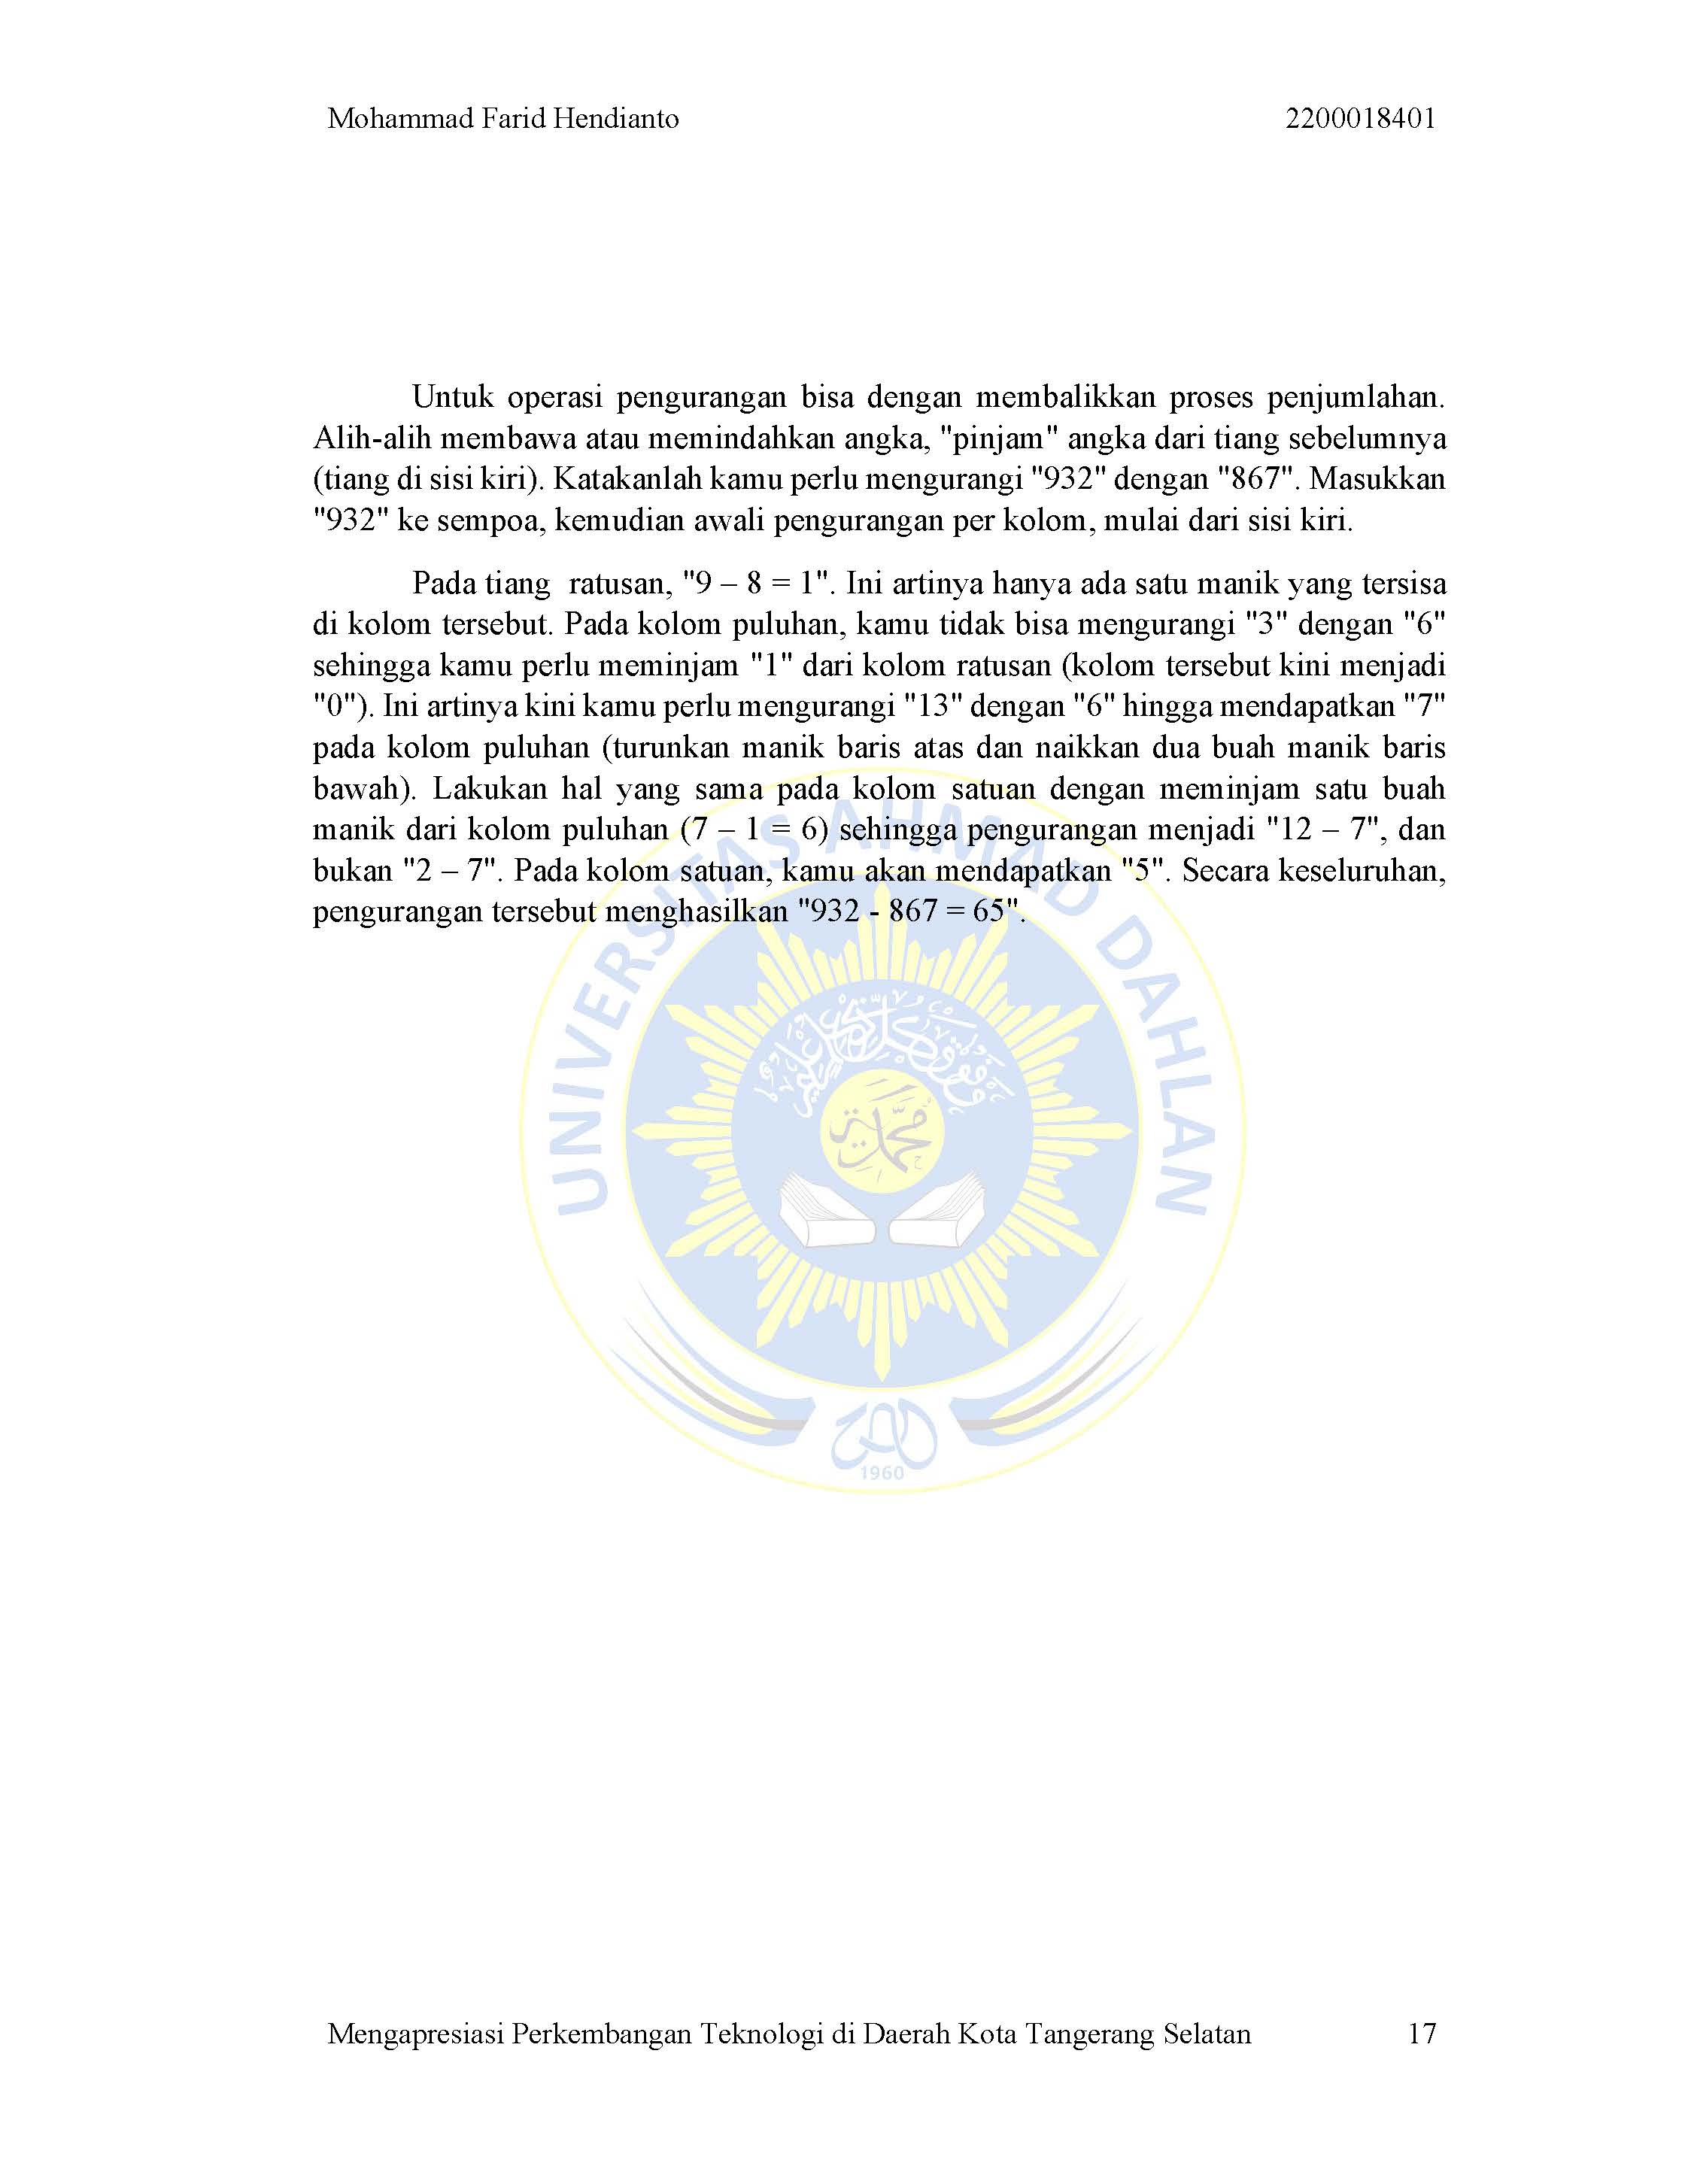 Mohammad Farid Hendianto 2200018401
Untuk operasi pengurangan bisa dengan membalikkan proses penjumlahan.
Alih-alih membawa atau memindahkan angka, "pinjam" angka dari tiang sebelumnya
(tiang di sisi kiri). Katakanlah kamu perlu mengurangi "932" dengan "867". Masukkan
"932" ke sempoa, kemudian awali pengurangan per kolom, mulai dari sisi kiri.
Pada tiang  ratusan, "9 – 8 = 1". Ini artinya hanya ada satu manik yang tersisa
di kolom tersebut. Pada kolom puluhan, kamu tidak bisa mengurangi "3" dengan "6"
sehingga kamu perlu meminjam "1" dari kolom ratusan (kolom tersebut kini menjadi
"0"). Ini artinya kini kamu perlu mengurangi "13" dengan "6" hingga mendapatkan "7"
pada kolom puluhan (turunkan manik baris atas dan naikkan dua buah manik baris
bawah). Lakukan hal yang sama pada kolom satuan dengan meminjam satu buah
manik dari kolom puluhan (7 – 1 = 6) sehingga pengurangan menjadi "12 – 7", dan
bukan "2 – 7". Pada kolom satuan, kamu akan mendapatkan "5". Secara keseluruhan,
pengurangan tersebut menghasilkan "932 - 867 = 65".
UNIVERSITAS AHMAD DAHLAN
1960
Mengapresiasi Perkembangan Teknologi di Daerah Kota Tangerang Selatan 17